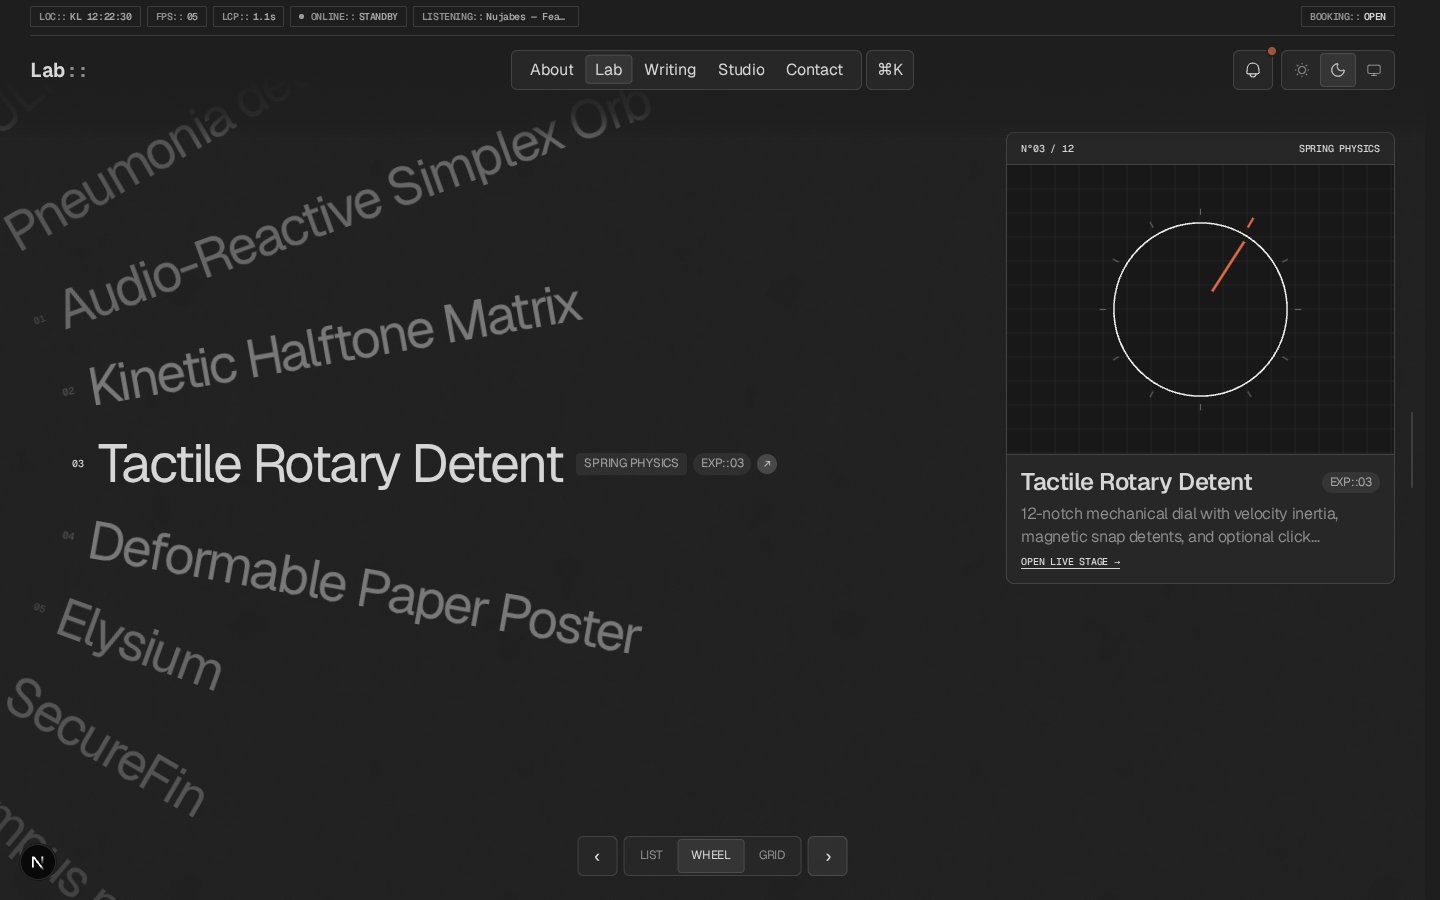 LOC:: KL 12:22:30
FPS:: 05
LCP:: 1.1s
ONLINE:: STANDBY
LISTENING:: Nujabes — Fea…
BOOKING:: OPEN
Lab::
About
Lab
Writing
Studio
Contact
⌘K
Pneumonia de
01 Audio-Reactive Simplex Orb
02 Kinetic Halftone Matrix
03 Tactile Rotary Detent SPRING PHYSICS EXP::03 ↗
04 Deformable Paper Poster
05 Elysium
SecureFin
N°03 / 12
SPRING PHYSICS
Tactile Rotary Detent
EXP::03
12-notch mechanical dial with velocity inertia,
magnetic snap detents, and optional click...
OPEN LIVE STAGE →
‹
LIST
WHEEL
GRID
›
N